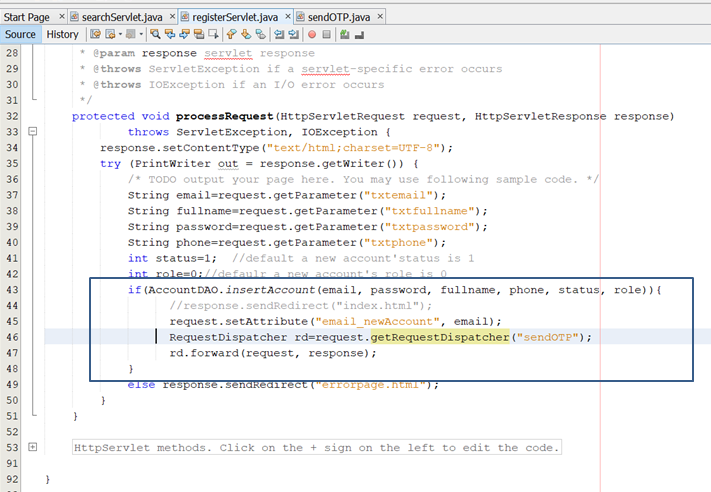 Start Page searchServlet.java registerServlet.java sendOTP.java
Source History
28 * @param response servlet response
29 * @throws ServletException if a servlet-specific error occurs
30 * @throws IOException if an I/O error occurs
31 */
32 protected void processRequest(HttpServletRequest request, HttpServletResponse response)
33 throws ServletException, IOException {
34 response.setContentType("text/html;charset=UTF-8");
35 try (PrintWriter out = response.getWriter()) {
36 /* TODO output your page here. You may use following sample code. */
37 String email=request.getParameter("txtemail");
38 String fullname=request.getParameter("txtfullname");
39 String password=request.getParameter("txtpassword");
40 String phone=request.getParameter("txtphone");
41 int status=1; //default a new account'status is 1
42 int role=0;//defaulr a new account's role is 0
43 if(AccountDAO.insertAccount(email, password, fullname, phone, status, role)){
44 //response.sendRedirect("index.html");
45 request.setAttribute("email_newAccount", email);
46 RequestDispatcher rd=request.getRequestDispatcher("sendOTP");
47 rd.forward(request, response);
48 }
49 else response.sendRedirect("errorpage.html");
50 }
51 }
52
53 HttpServlet methods. Click on the + sign on the left to edit the code.
91
92 }